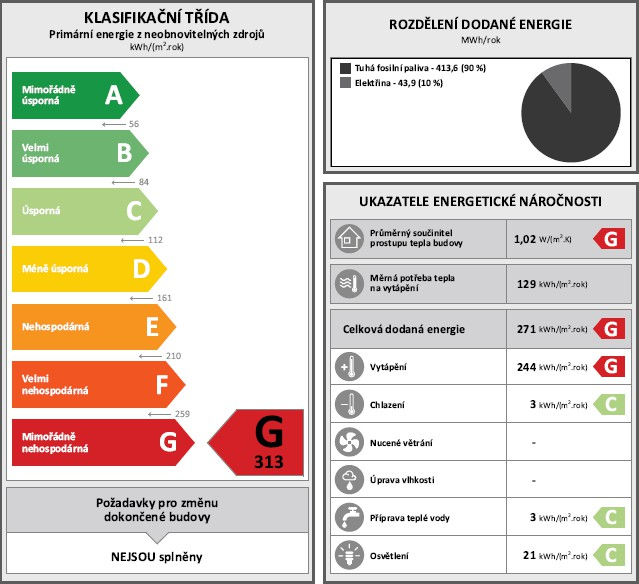 KLASIFIKAČNÍ TŘÍDA
Primární energie z neobnovitelných zdrojů
kWh/(m².rok)
Mimořádně
úsporná
A
56
Velmi
úsporná
B
84
Úsporná
C
112
Méně úsporná
D
161
Nehospodárná
E
210
Velmi
nehospodárná
F
259
Mimořádně
nehospodárná
G
G
313
Požadavky pro změnu
dokončené budovy
NEJSOU splněny
ROZDĚLENÍ DODANÉ ENERGIE
MWh/rok
Tuhá fosilní paliva - 413,6 (90 %)
Elektřina - 43,9 (10 %)
UKAZATELE ENERGETICKÉ NÁROČNOSTI
Průměrný součinitel
prostupu tepla budovy
1,02 W/(m².K)
G
Měrná potřeba tepla
na vytápění
129 kWh/(m².rok)
Celková dodaná energie
271 kWh/(m².rok)
G
Vytápění
244 kWh/(m².rok)
G
Chlazení
3 kWh/(m².rok)
C
Nucené větrání
-
Úprava vlhkosti
-
Příprava teplé vody
3 kWh/(m².rok)
C
Osvětlení
21 kWh/(m².rok)
C